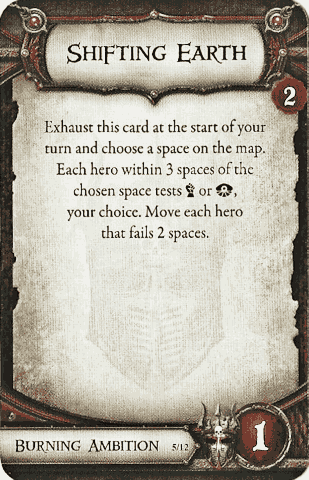 SHIFTING EARTH
2
Exhaust this card at the start of your
turn and choose a space on the map.
Each hero within 3 spaces of the
chosen space tests or ,
your choice. Move each hero
that fails 2 spaces.
BURNING AMBITION 5/12
1